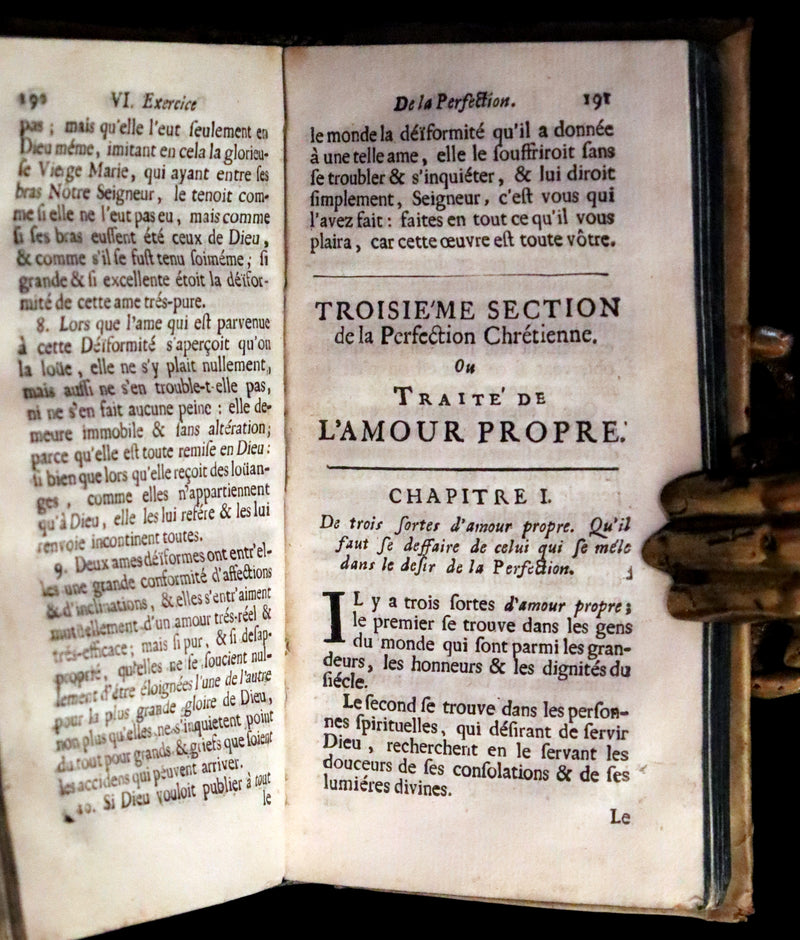 190 VI. Exercice
pas ; mais qu'elle l'eut ſeulement en
Dieu même, imitant en cela la glorieu-
ſe Vierge Marie, qui ayant entre ſes
bras Notre Seigneur, le tenoit com-
me ſi elle ne l'eut pas eu, mais comme
ſi ſes bras euſſent été ceux de Dieu,
& comme s'il ſe fuſt tenu ſoiméme; ſi
grande & ſi excellente étoit la déïfor-
mité de cette ame trés-pure.
8. Lors que l'ame qui eſt parvenue
à cette Déïformité s'aperçoit qu'on
la loüe, elle ne s'y plait nullement,
mais auſſi ne s'en trouble-t-elle pas,
ni ne s'en fait aucune peine : elle de-
meure immobile & ſans altération;
parce qu'elle eſt toute remiſe en Dieu:
ſi bien que lors qu'elle reçoit des loüan-
ges, comme elles n'appartiennent
qu'à Dieu, elle les lui refére & les lui
renvoie incontinent toutes.
9. Deux ames déïformes ont entr'el-
les une grande conformité d'affections
& d'inclinations, & elles s'entr'aiment
mutuellement d'un amour trés-réel &
trés-efficace; mais ſi pur, & ſi deſap-
proprié, qu'elles ne ſe ſoucient nul-
lement d'étre éloignées l'une de l'autre
pour la plus grande gloire de Dieu,
non plus qu'elles ne s'inquietent point
du tout pour grands & griefs que ſoient
les accidens qui peuvent arriver.
10. Si Dieu vouloit publier à tout
le
De la Perfection. 191
le monde la déïformité qu'il a donnée
à une telle ame, elle le ſouffriroit ſans
ſe troubler & s'inquiéter, & lui diroit
ſimplement, Seigneur, c'eſt vous qui
l'avez fait : faites en tout ce qu'il vous
plaira, car cette œuvre eſt toute vôtre.
TROISIE'ME SECTION
de la Perfection Chrétienne.
Ou
TRAITE' DE
L'AMOUR PROPRE.
CHAPITRE I.
De trois ſortes d'amour propre. Qu'il
faut ſe deffaire de celui qui ſe méle
dans le deſir de la Perfection.
IL y a trois ſortes d'amour propre;
le premier ſe trouve dans les gens
du monde qui ſont parmi les gran-
deurs, les honneurs & les dignités du
ſiécle.
Le ſecond ſe trouve dans les perſon-
nes ſpirituelles, qui déſirant de ſervir
Dieu, recherchent en le ſervant les
douceurs de ſes conſolations & de ſes
lumiéres divines.
Le